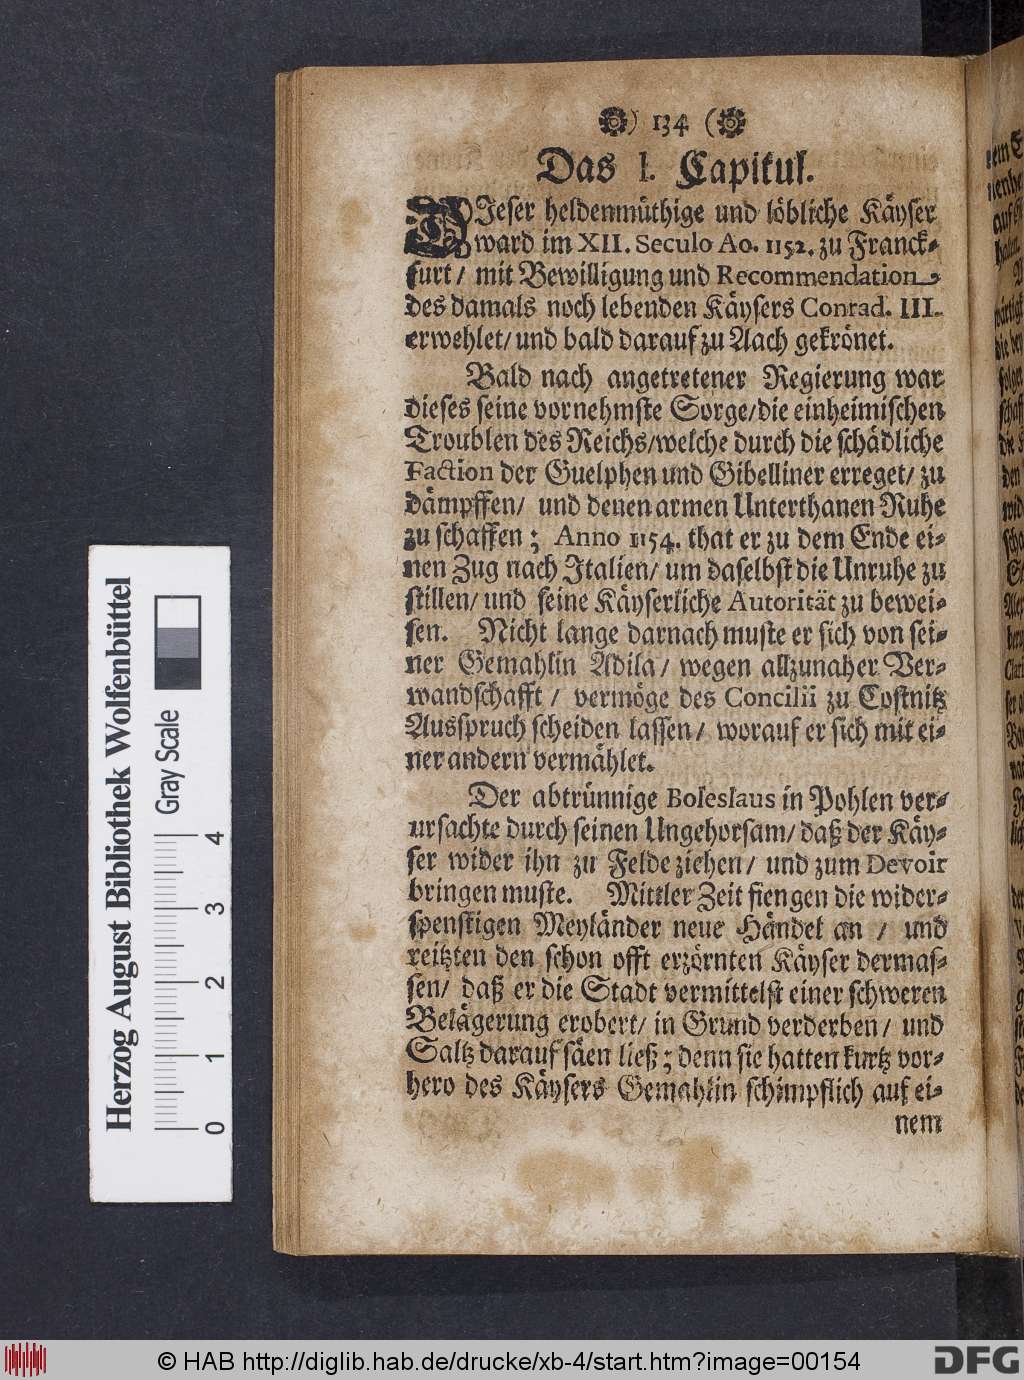 ) 134 (
Das I. Capitul.
DJeser heldenmüthige und löbliche Käyser
ward im XII. Seculo Ao. 1152. zu Franck-
furt / mit Bewilligung und Recommendation
des damals noch lebenden Käysers Conrad. III.
erwehlet / und bald darauf zu Aach gekrönet.
Bald nach angetretener Regierung war
dieses seine vornehmste Sorge / die einheimischen
Troublen des Reichs / welche durch die schädliche
Faction der Guelphen und Gibelliner erreget / zu
dämpffen / und denen armen Unterthanen Ruhe
zu schaffen ; Anno 1154. that er zu dem Ende ei-
nen Zug nach Jtalien / um daselbst die Unruhe zu
stillen / und seine Käyserliche Autorität zu bewei-
sen. Nicht lange darnach muste er sich von sei-
ner Gemahlin Adila / wegen allzunaher Ver-
wandschafft / vermöge des Concilii zu Costnitz
Ausspruch scheiden lassen / worauf er sich mit ei-
ner andern vermählet.
Der abtrünnige Boleslaus in Pohlen ver-
ursachte durch seinen Ungehorsam / daß der Käy-
ser wider ihn zu Felde ziehen / und zum Devoir
bringen muste. Mittler Zeit fiengen die wider-
spenstigen Meyländer neue Händel an / und
reitzten den schon offt erzörnten Käyser dermas-
sen / daß er die Stadt vermittelst einer schweren
Belägerung erobert / in Grund verderben / und
Saltz darauf säen ließ ; denn sie hatten kurtz vor-
hero des Käysers Gemahlin schimpflich auf ei-
nem
Herzog August Bibliothek Wolfenbüttel
Gray Scale
0 1 2 3 4
© HAB http://diglib.hab.de/drucke/xb-4/start.htm?image=00154
DFG